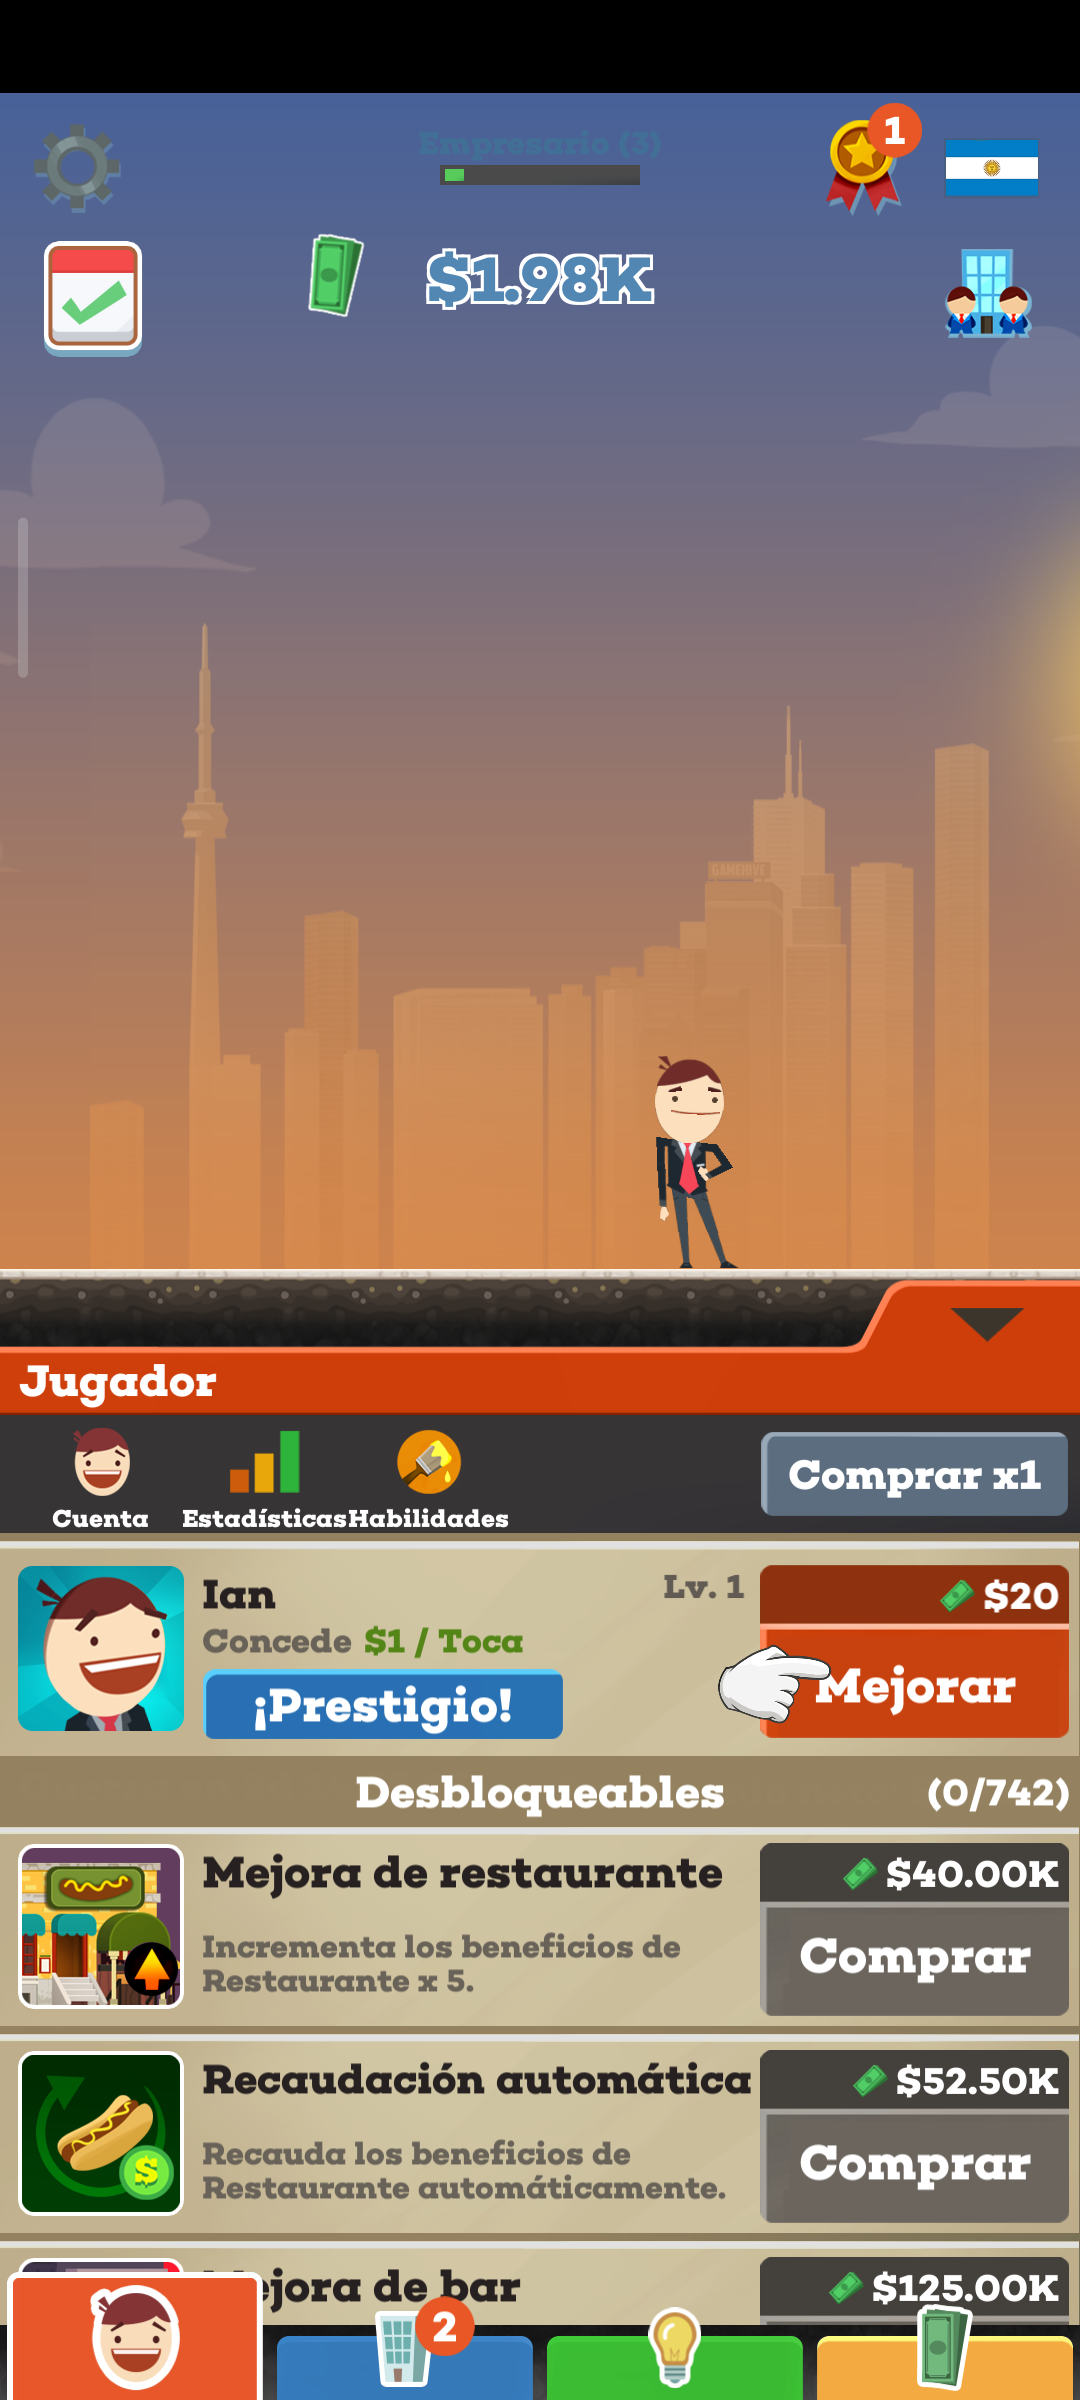 Empresario (3)
1
$1.98K
GAMEHIVE
Jugador
Cuenta
Estadísticas
Habilidades
Comprar x1
Ian
Lv. 1
$20
Concede $1 / Toca
¡Prestigio!
Mejorar
Desbloqueables
(0/742)
Mejora de restaurante
$40.00K
Incrementa los beneficios de
Restaurante x 5.
Comprar
Recaudación automática
$52.50K
Recauda los beneficios de
Restaurante automáticamente.
Comprar
ejora de bar
$125.00K
2